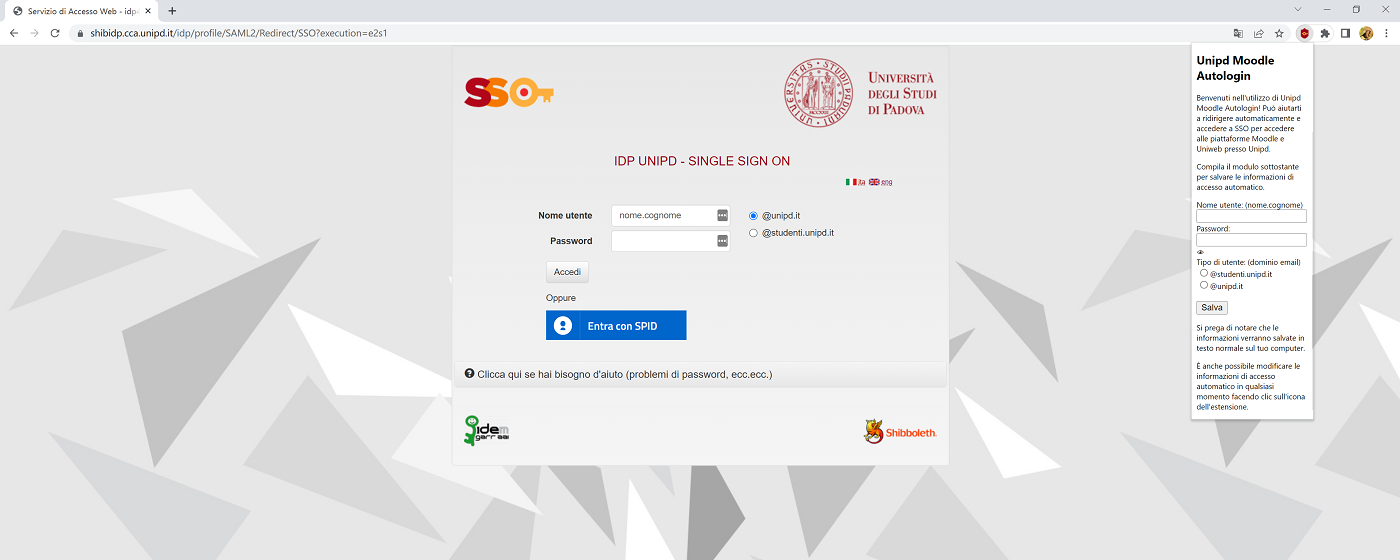 Servizio di Accesso Web - idp
shibidp.cca.unipd.it/idp/profile/SAML2/Redirect/SSO?execution=e2s1
SSO
UNIVERSITÀ
DEGLI STUDI
DI PADOVA
IDP UNIPD - SINGLE SIGN ON
ita eng
Nome utente nome.cognome @unipd.it
@studenti.unipd.it
Password
Accedi
Oppure
Entra con SPID
Clicca qui se hai bisogno d'aiuto (problemi di password, ecc.ecc.)
idem
garr aai
Shibboleth.
Unipd Moodle
Autologin
Benvenuti nell'utilizzo di Unipd
Moodle Autologin! Può aiutarti
a ridirigere automaticamente e
accedere a SSO per accedere
alle piattaforme Moodle e
Uniweb presso Unipd.
Compila il modulo sottostante
per salvare le informazioni di
accesso automatico.
Nome utente: (nome.cognome)
Password:
Tipo di utente: (dominio email)
@studenti.unipd.it
@unipd.it
Salva
Si prega di notare che le
informazioni verranno salvate in
testo normale sul tuo computer.
È anche possibile modificare le
informazioni di accesso
automatico in qualsiasi
momento facendo clic sull'icona
dell'estensione.